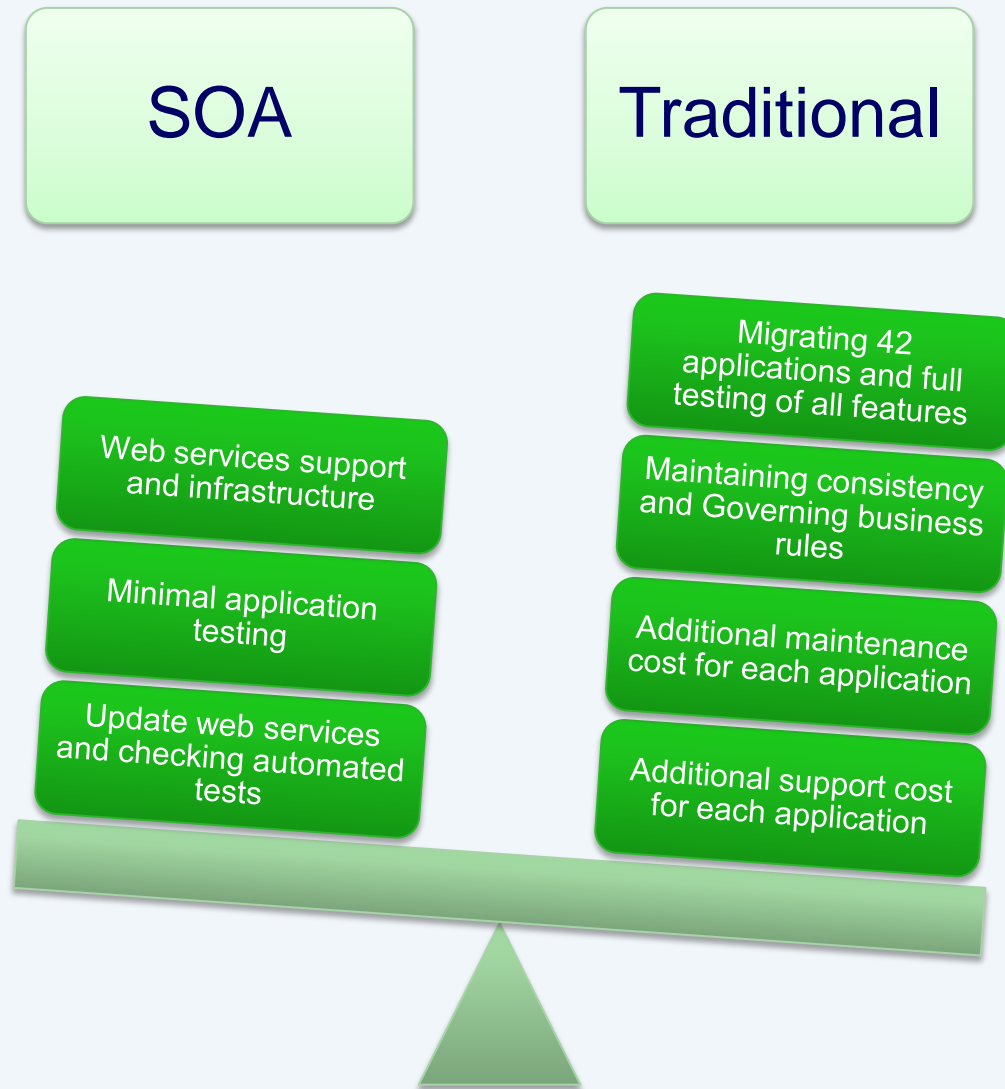 SOA
Traditional
Web services support
and infrastructure
Minimal application
testing
Update web services
and checking automated
tests
Migrating 42
applications and full
testing of all features
Maintaining consistency
and Governing business
rules
Additional maintenance
cost for each application
Additional support cost
for each application